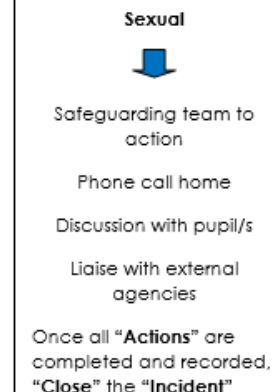 Sexual
Safeguarding team to
action
Phone call home
Discussion with pupil/s
Liaise with external
agencies
Once all “Actions” are
completed and recorded,
“Close” the “Incident”